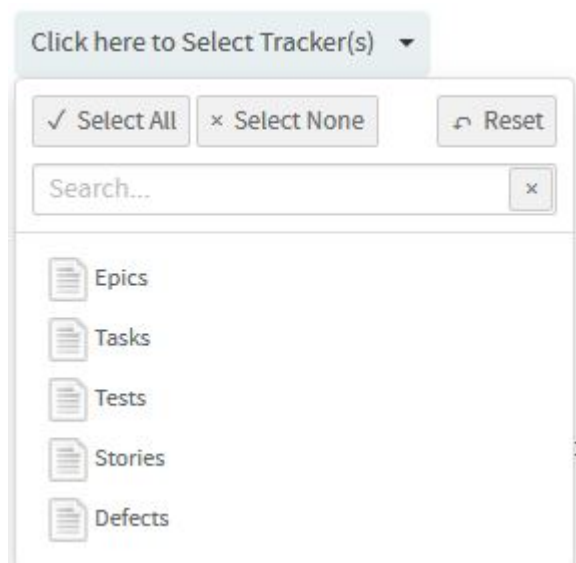 Click here to Select Tracker(s)
✓ Select All × Select None Reset
Search... ×
Epics
Tasks
Tests
Stories
Defects